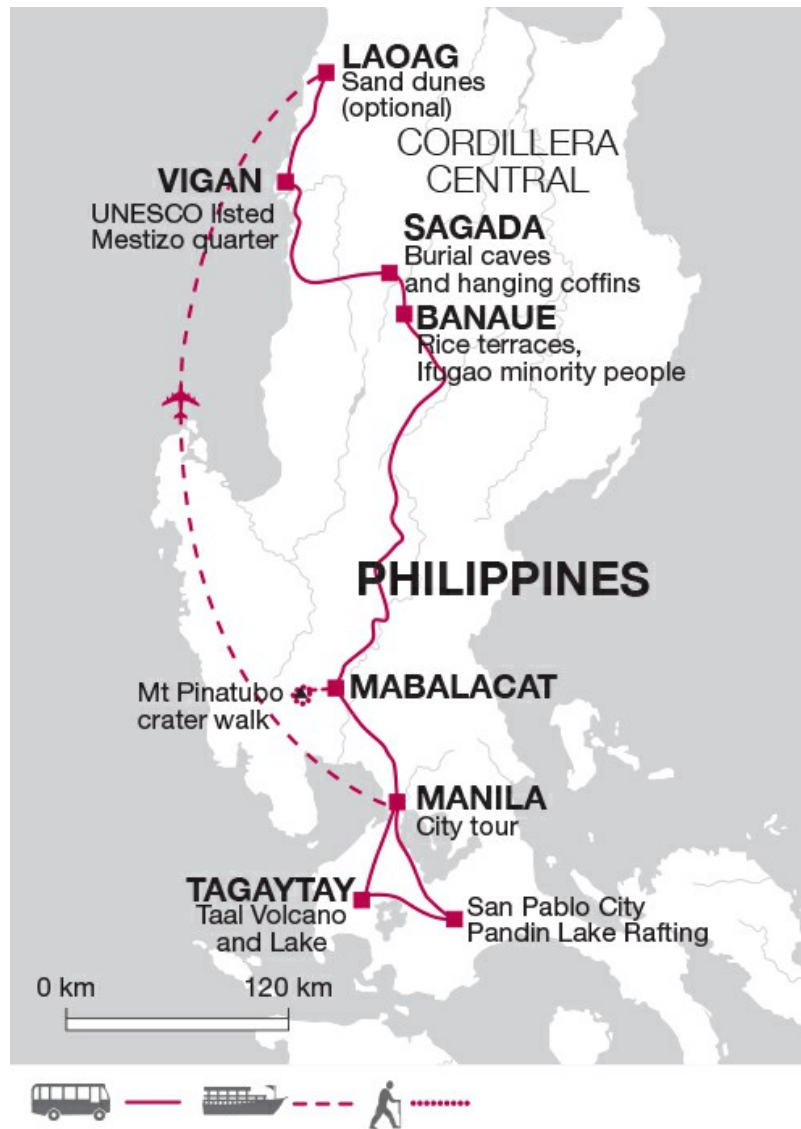 LAOAG
Sand dunes
(optional)
CORDILLERA
CENTRAL
VIGAN
UNESCO listed
Mestizo quarter
SAGADA
Burial caves
and hanging coffins
BANAUE
Rice terraces,
Ifugao minority people
PHILIPPINES
Mt Pinatubo
crater walk
MABALACAT
MANILA
City tour
TAGAYTAY
Taal Volcano
and Lake
San Pablo City
Pandin Lake Rafting
0 km 120 km